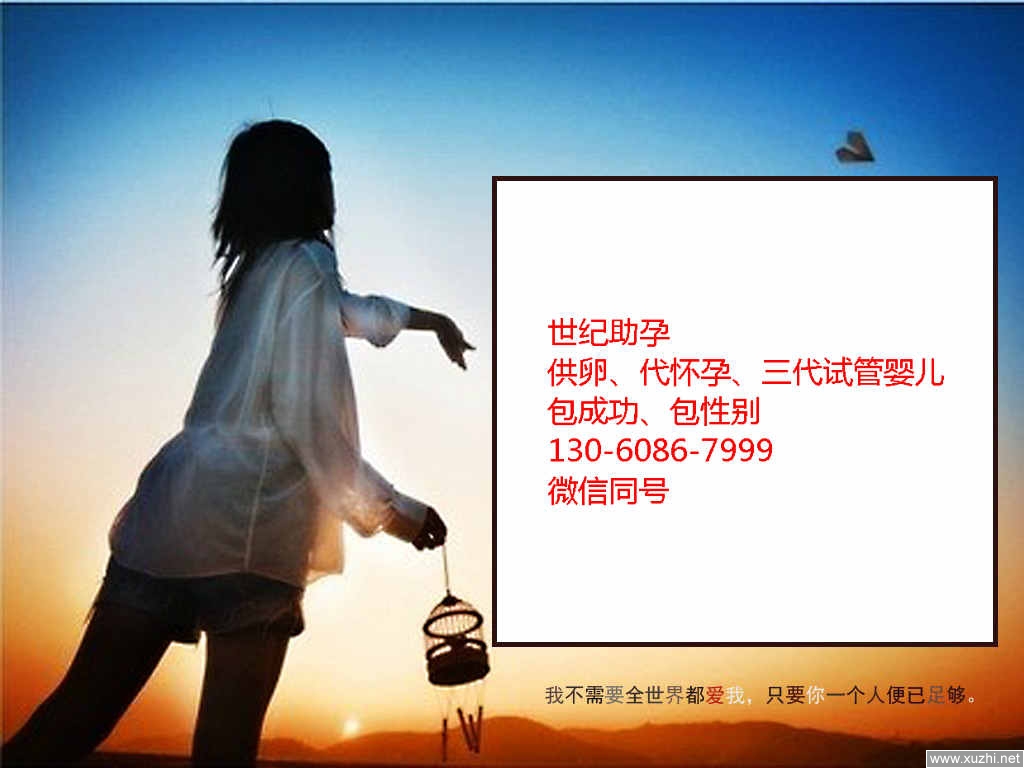 世纪助孕
供卵、代怀孕、三代试管婴儿
包成功、包性别
130-6086-7999
微信同号
我不需要全世界都爱我，只要你一个人便已足够。
www.xuzhi.net